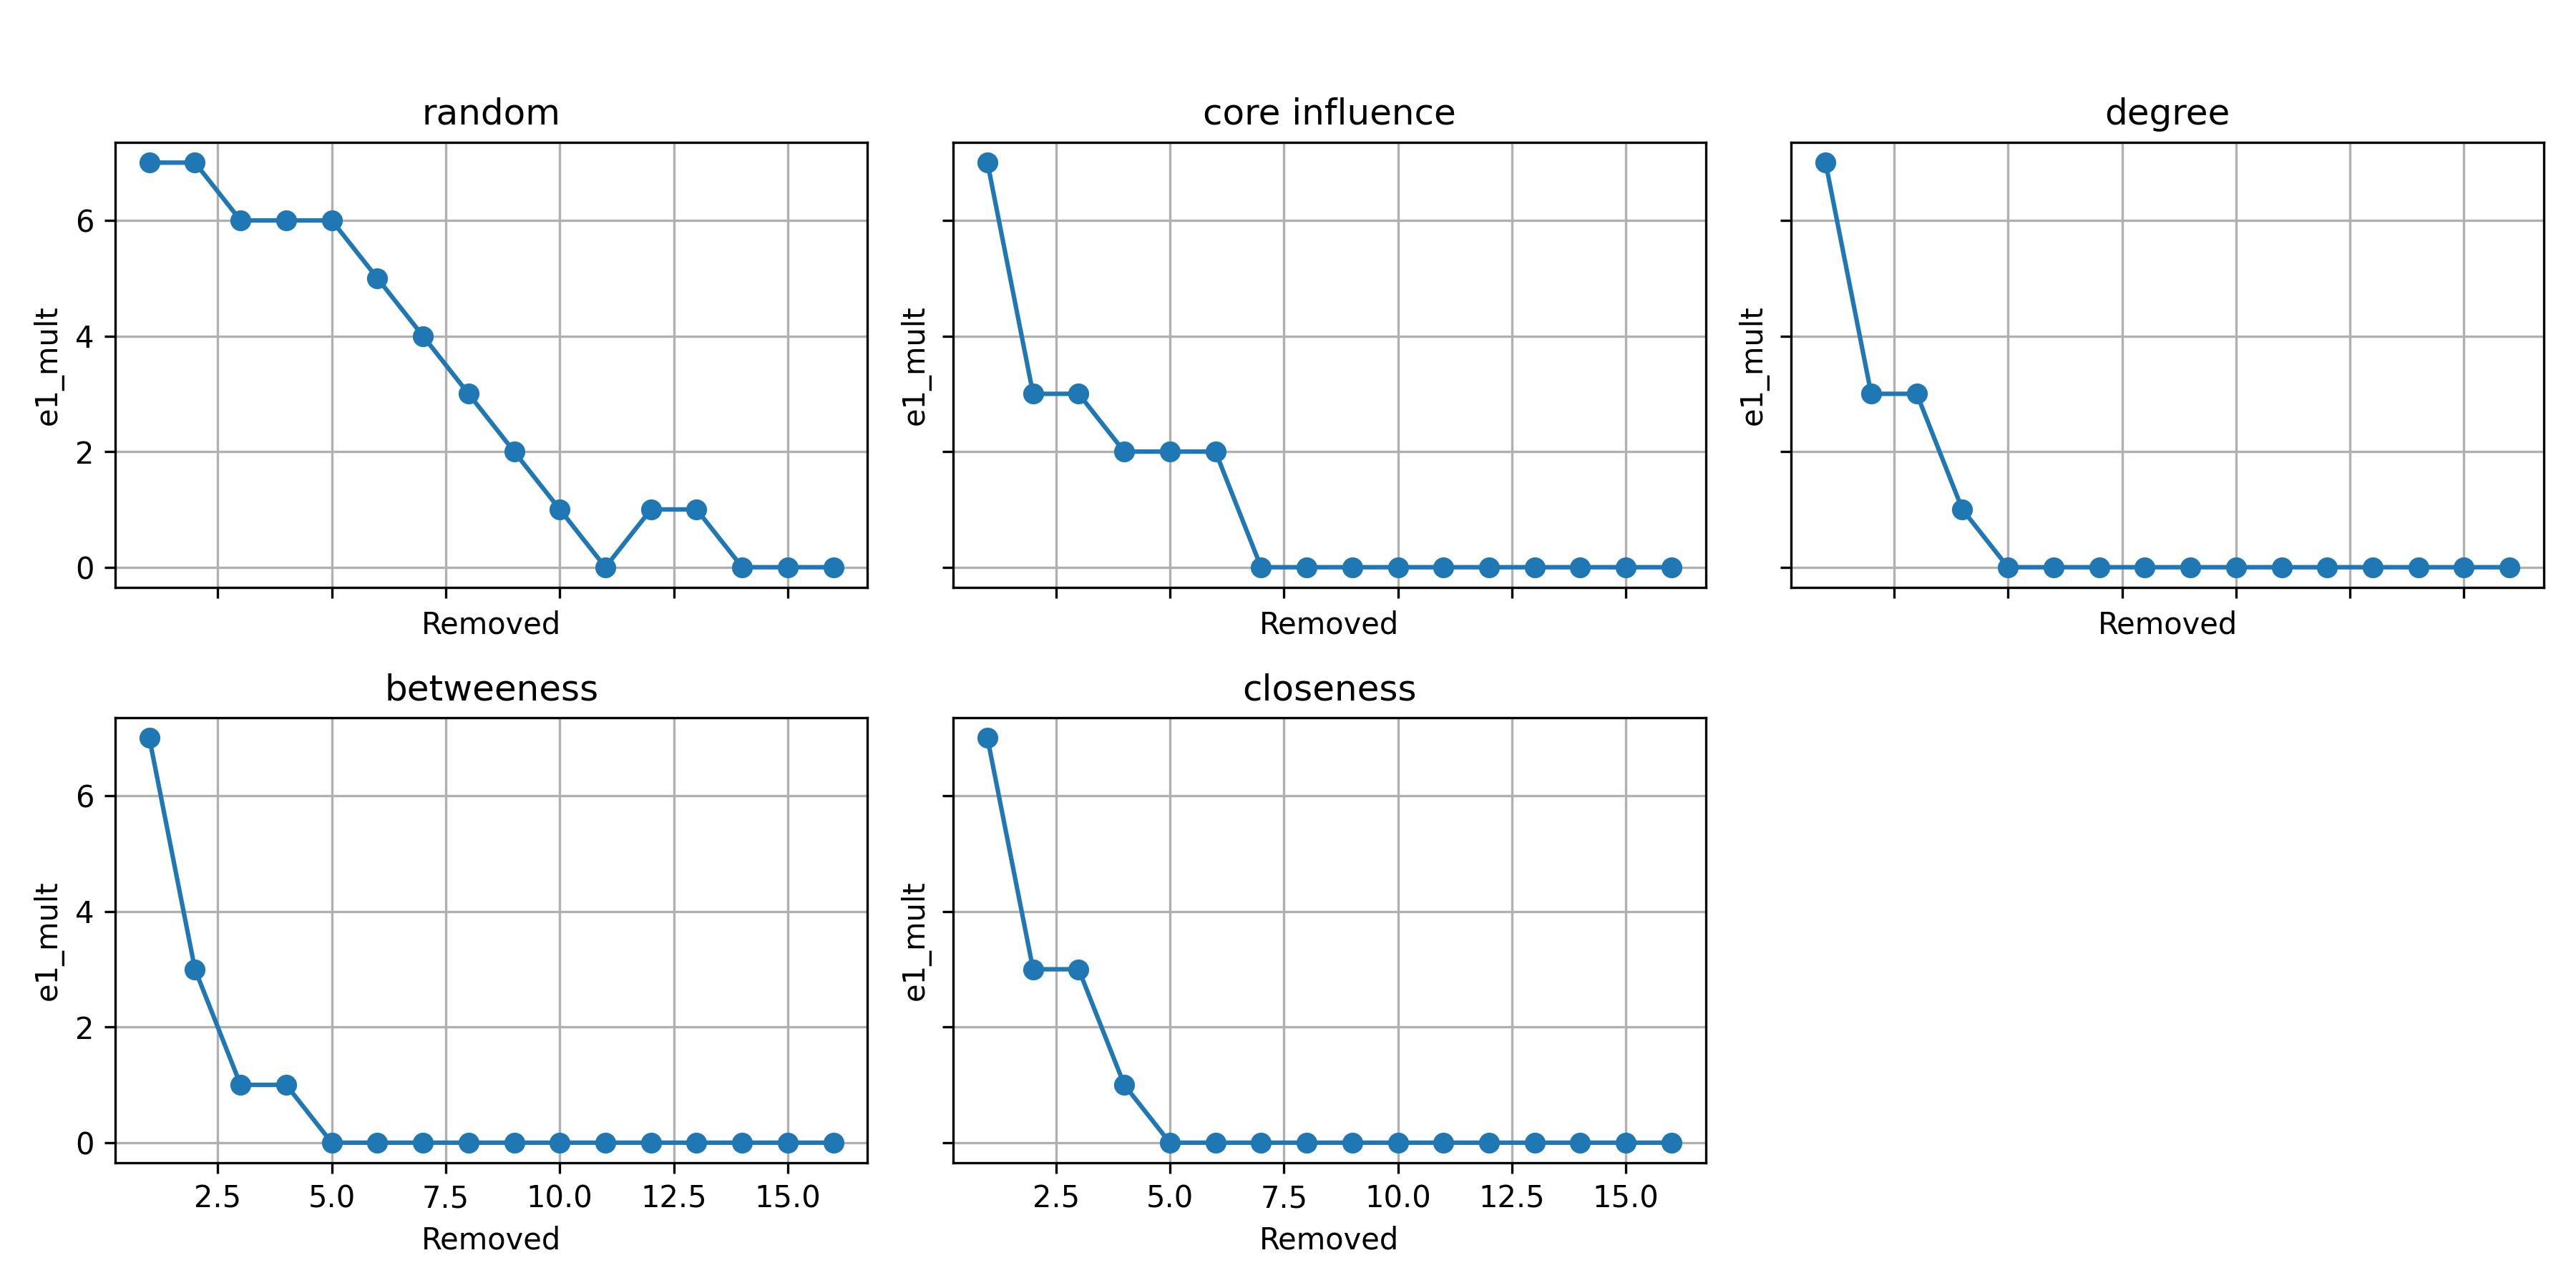 random
core influence
degree
e1_mult
6
4
2
0
Removed
e1_mult
Removed
e1_mult
Removed
betweeness
closeness
e1_mult
6
4
2
0
2.5 5.0 7.5 10.0 12.5 15.0
Removed
e1_mult
2.5 5.0 7.5 10.0 12.5 15.0
Removed